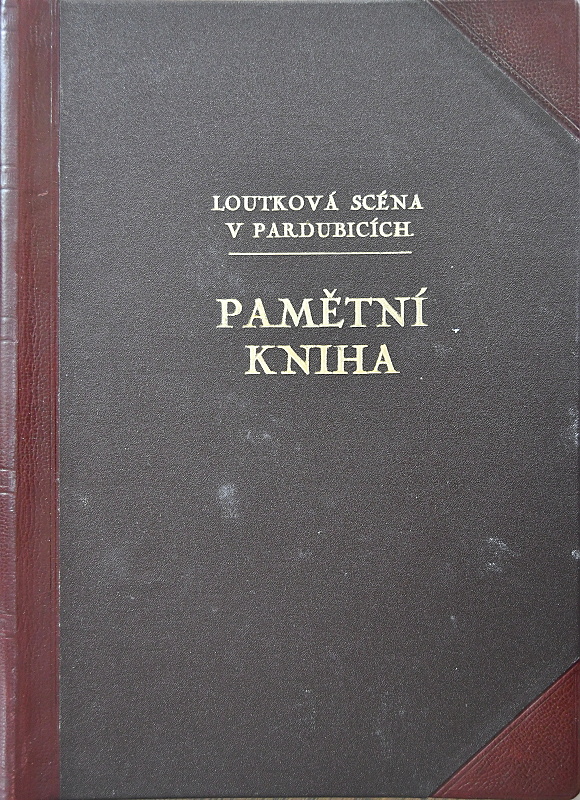 LOUTKOVÁ SCÉNA
V PARDUBICÍCH
PAMĚTNÍ
KNIHA